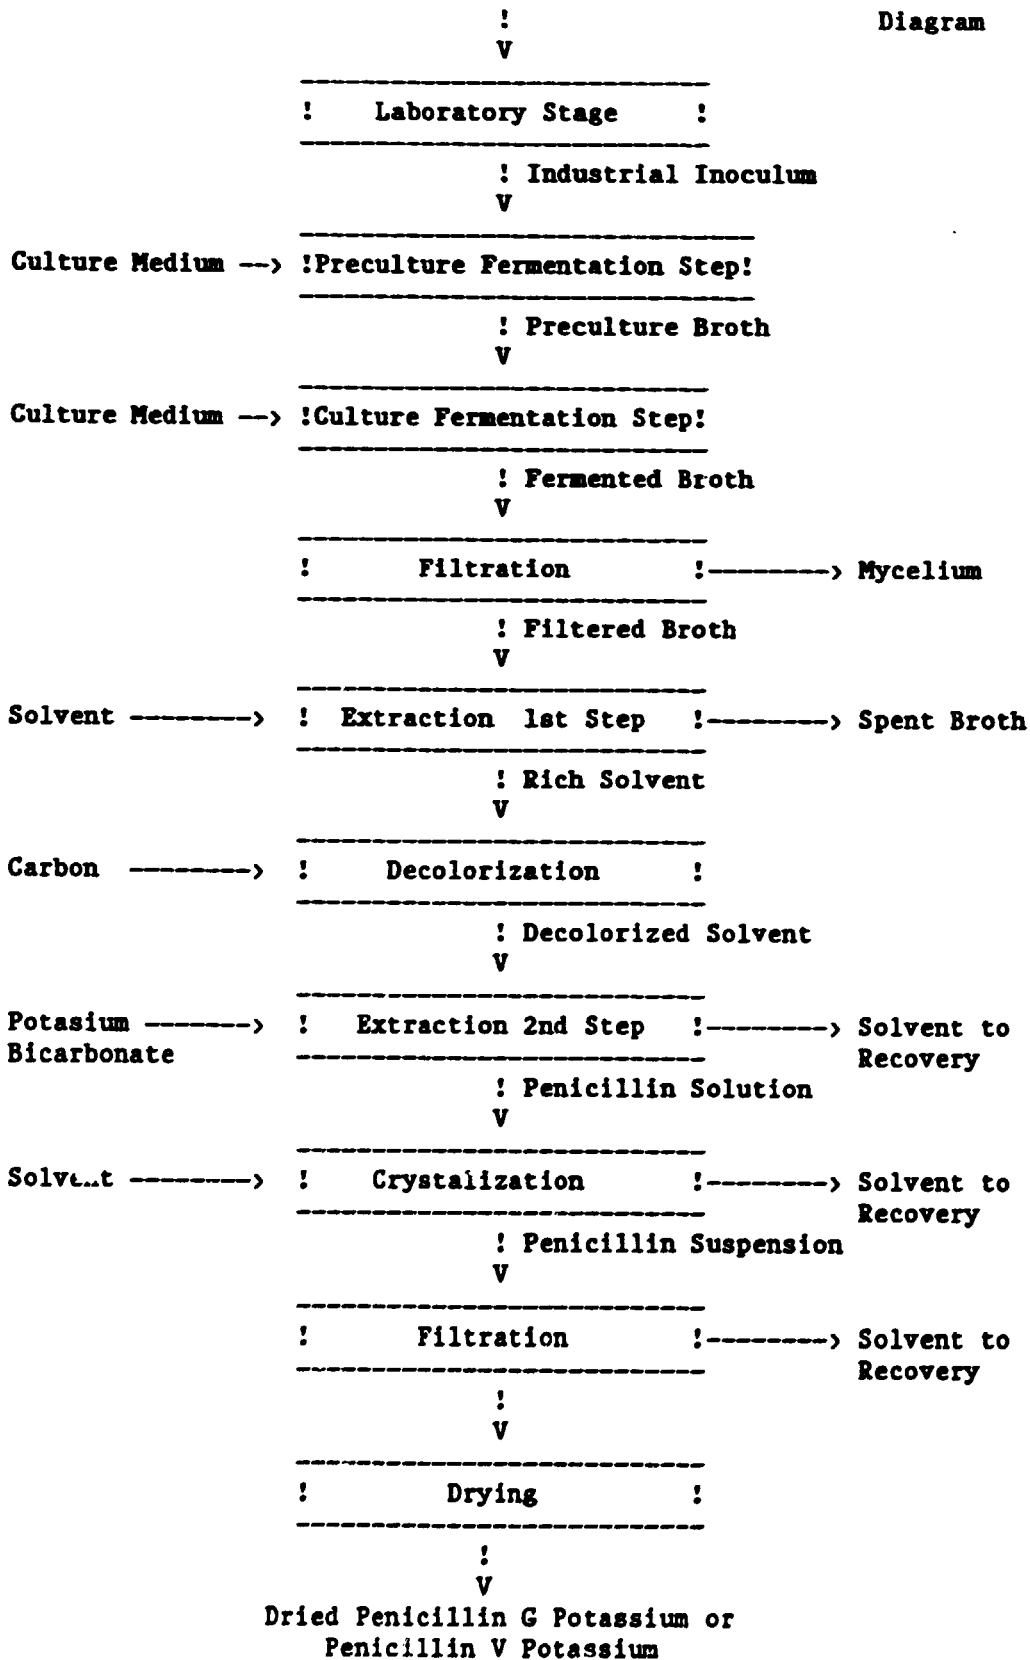 Diagram
!
V
! Laboratory Stage !
! Industrial Inoculum
V
Culture Medium --> !Preculture Fermentation Step!
! Preculture Broth
V
Culture Medium --> !Culture Fermentation Step!
! Fermented Broth
V
! Filtration !--------> Mycelium
! Filtered Broth
V
Solvent --------> ! Extraction 1st Step !--------> Spent Broth
! Rich Solvent
V
Carbon --------> ! Decolorization !
! Decolorized Solvent
V
Potasium -------> ! Extraction 2nd Step !--------> Solvent to
Bicarbonate Recovery
! Penicillin Solution
V
--------> ! Crystalization !--------> Solvent to
Recovery
! Penicillin Suspension
V
! Filtration !--------> Solvent to
Recovery
!
V
! Drying !
!
V
Dried Penicillin G Potassium or
Penicillin V Potassium